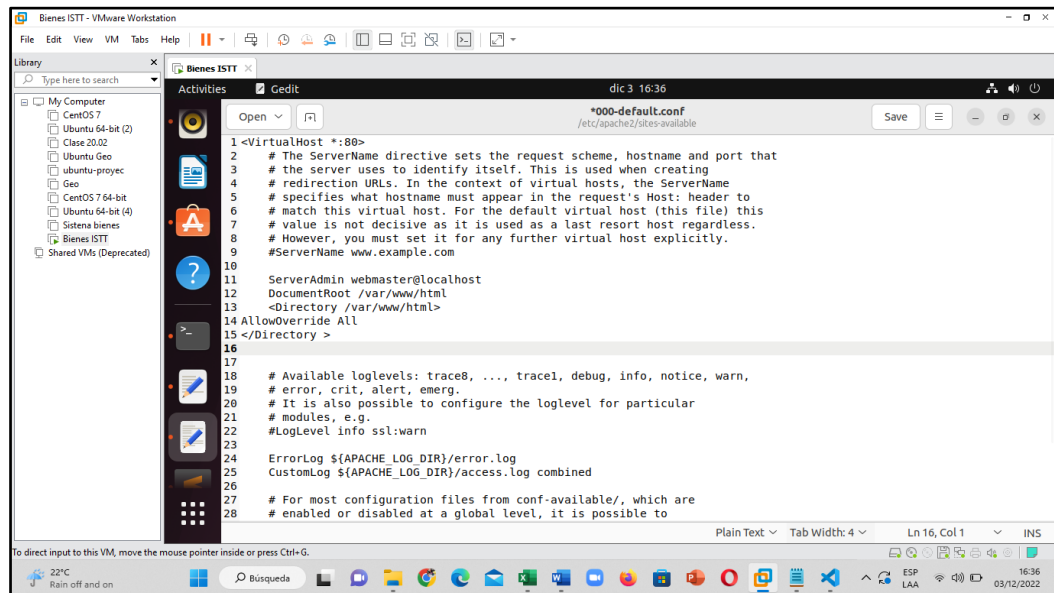 Bienes ISTT - VMware Workstation
File Edit View VM Tabs Help
Library
Type here to search
My Computer
CentOS 7
Ubuntu 64-bit (2)
Clase 20.02
Ubuntu Geo
ubuntu-proyec
Geo
CentOS 7 64-bit
Ubuntu 64-bit (4)
Sistena bienes
Bienes ISTT
Shared VMs (Deprecated)
Bienes ISTT
Activities Gedit dic 3 16:36
Open *000-default.conf Save
/etc/apache2/sites-available
1 <VirtualHost *:80>
2 # The ServerName directive sets the request scheme, hostname and port that
3 # the server uses to identify itself. This is used when creating
4 # redirection URLs. In the context of virtual hosts, the ServerName
5 # specifies what hostname must appear in the request's Host: header to
6 # match this virtual host. For the default virtual host (this file) this
7 # value is not decisive as it is used as a last resort host regardless.
8 # However, you must set it for any further virtual host explicitly.
9 #ServerName www.example.com
10
11 ServerAdmin webmaster@localhost
12 DocumentRoot /var/www/html
13 <Directory /var/www/html>
14 AllowOverride All
15 </Directory >
16
17
18 # Available loglevels: trace8, ..., trace1, debug, info, notice, warn,
19 # error, crit, alert, emerg.
20 # It is also possible to configure the loglevel for particular
21 # modules, e.g.
22 #LogLevel info ssl:warn
23
24 ErrorLog ${APACHE_LOG_DIR}/error.log
25 CustomLog ${APACHE_LOG_DIR}/access.log combined
26
27 # For most configuration files from conf-available/, which are
28 # enabled or disabled at a global level, it is possible to
Plain Text Tab Width: 4 Ln 16, Col 1 INS
To direct input to this VM, move the mouse pointer inside or press Ctrl+G.
22°C
Rain off and on
Búsqueda
ESP
LAA
16:36
03/12/2022